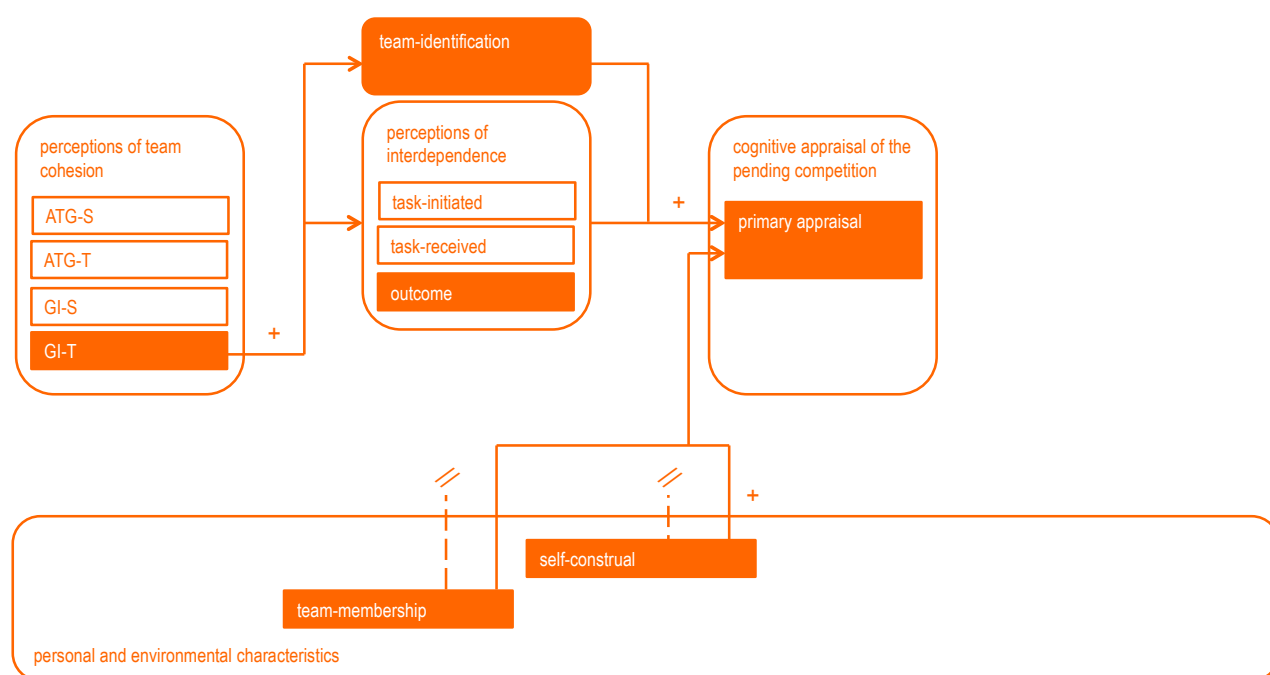 team-identification
perceptions of team
cohesion
ATG-S
ATG-T
GI-S
GI-T
+
perceptions of
interdependence
task-initiated
task-received
outcome
+
cognitive appraisal of the
pending competition
primary appraisal
//
//
+
self-construal
team-membership
personal and environmental characteristics